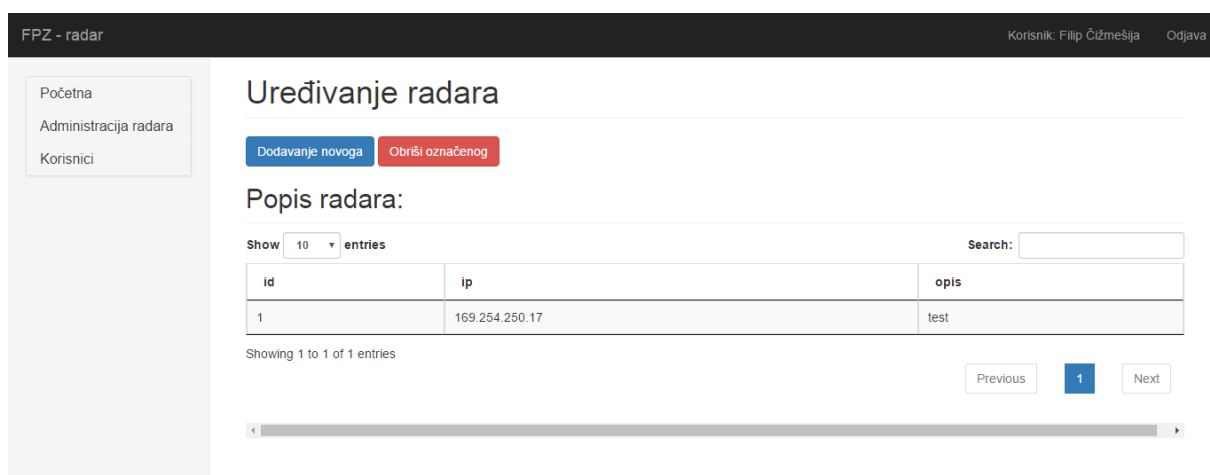 FPZ - radar Korisnik: Filip Čižmešija Odjava
Početna
Administracija radara
Korisnici
Uređivanje radara
Dodavanje novoga Obriši označenog
Popis radara:
Show 10 entries Search:
id ip opis
1 169.254.250.17 test
Showing 1 to 1 of 1 entries
Previous 1 Next